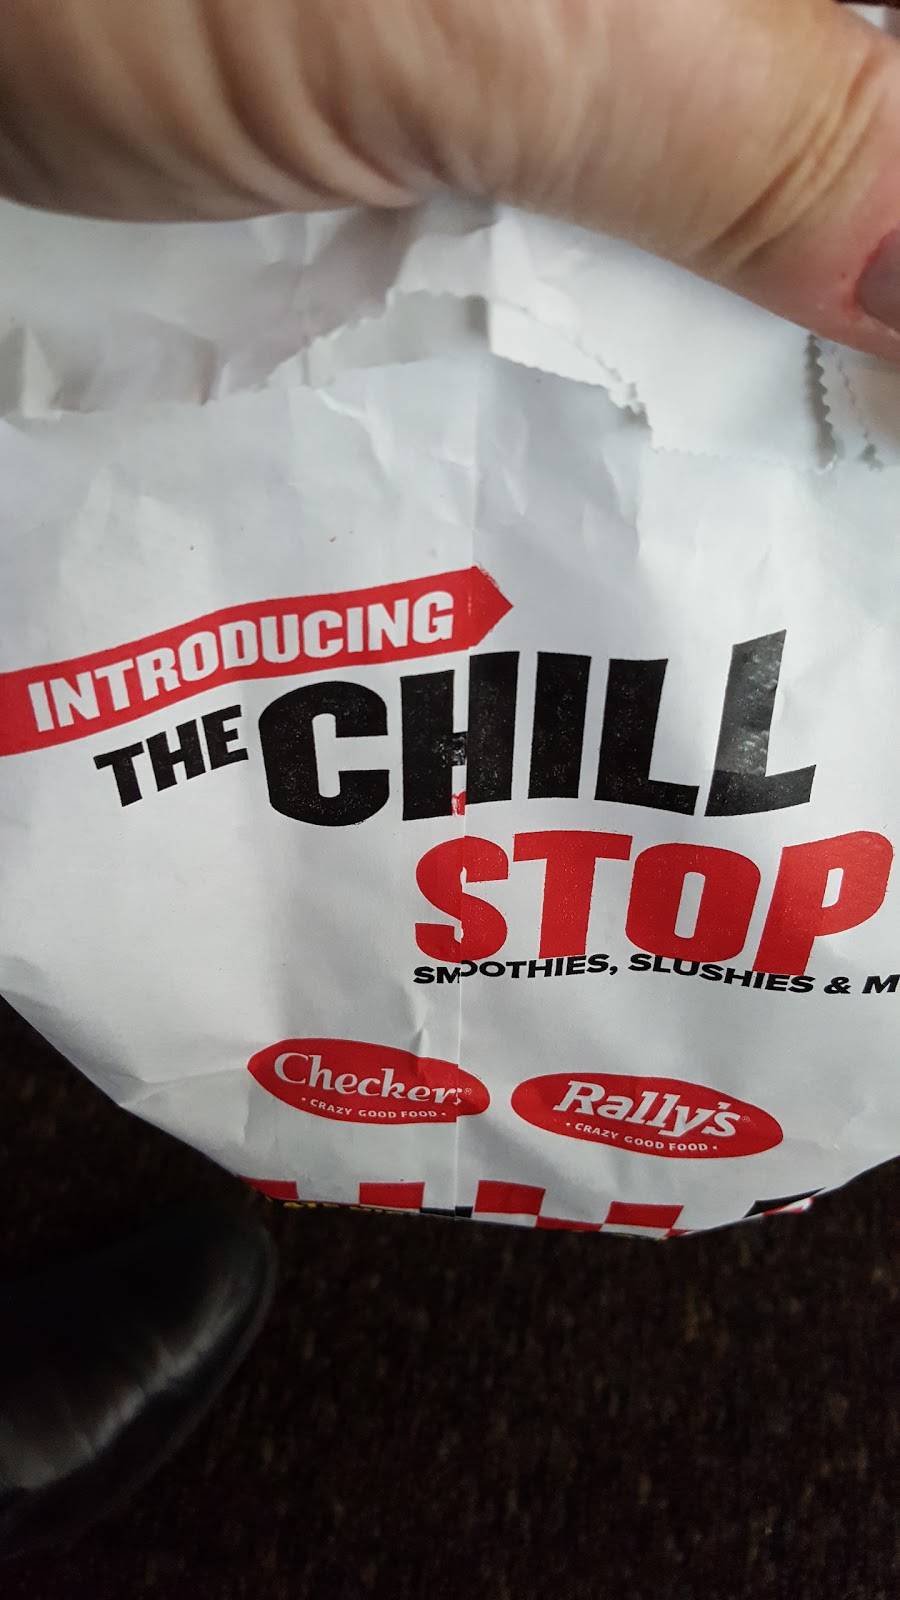 INTRODUCING
THE CHILL
STOP
SMOOTHIES, SLUSHIES & M
Checkers®
• CRAZY GOOD FOOD •
Rally's®
• CRAZY GOOD FOOD •